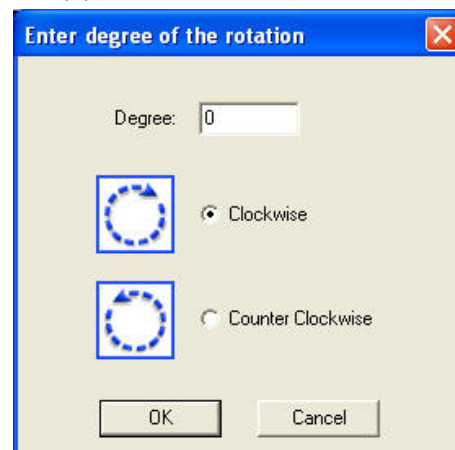 Enter degree of the rotation
Degree: 0
Clockwise
Counter Clockwise
OK Cancel